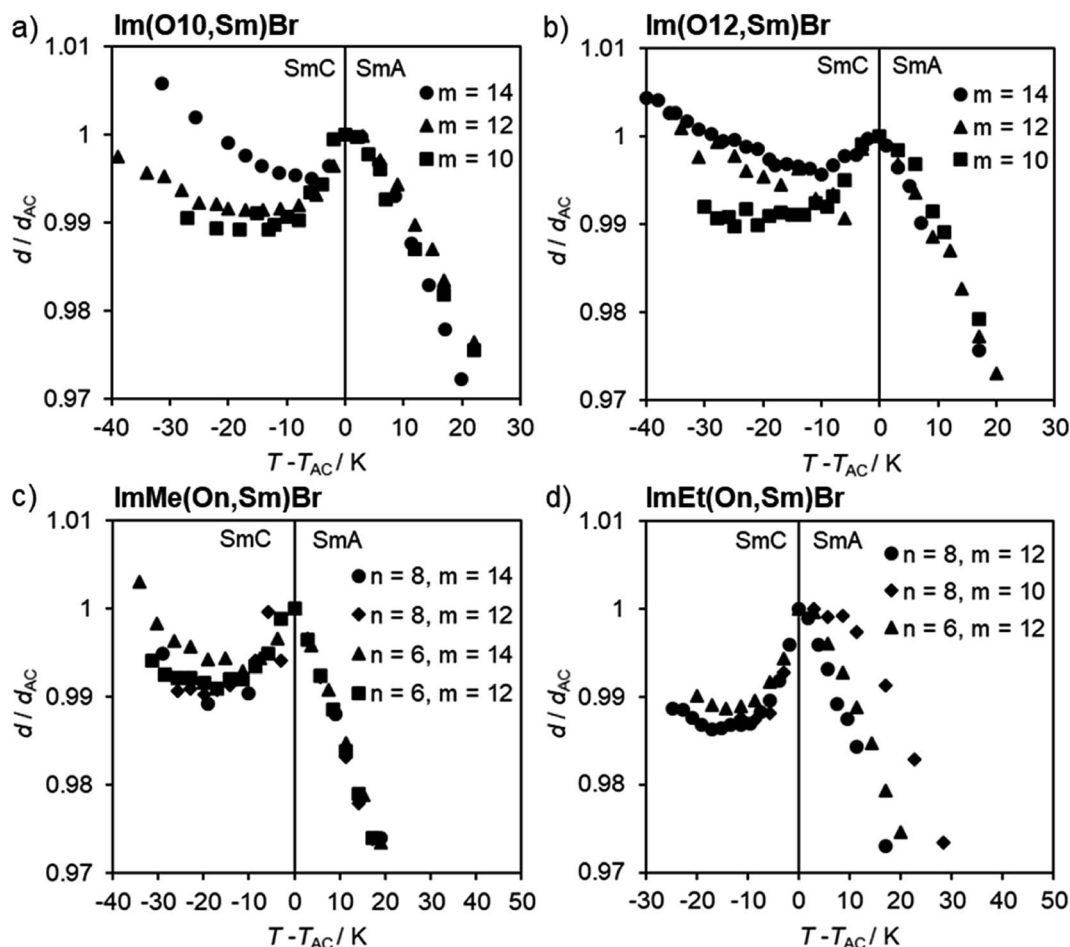 a) Im(O10,Sm)Br
1.01
1
0.99
0.98
0.97
d / dAC
SmC SmA
m = 14
m = 12
m = 10
-40 -30 -20 -10 0 10 20 30
T - TAC / K
b) Im(O12,Sm)Br
1.01
1
0.99
0.98
0.97
d / dAC
SmC SmA
m = 14
m = 12
m = 10
-40 -30 -20 -10 0 10 20 30
T - TAC / K
c) ImMe(On,Sm)Br
1.01
1
0.99
0.98
0.97
d / dAC
SmC SmA
n = 8, m = 14
n = 8, m = 12
n = 6, m = 14
n = 6, m = 12
-40 -30 -20 -10 0 10 20 30 40 50
T - TAC / K
d) ImEt(On,Sm)Br
1.01
1
0.99
0.98
0.97
d / dAC
SmC SmA
n = 8, m = 12
n = 8, m = 10
n = 6, m = 12
-30 -20 -10 0 10 20 30 40 50
T - TAC / K